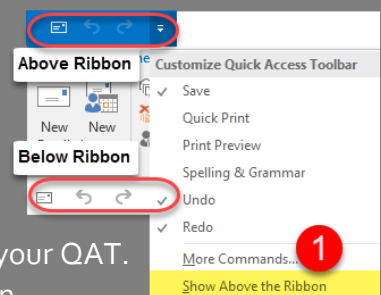 Above Ribbon
Customize Quick Access Toolbar
Save
New New
Quick Print
Print Preview
Below Ribbon
Spelling & Grammar
Undo
Redo
your QAT.
More Commands...
1
Show Above the Ribbon